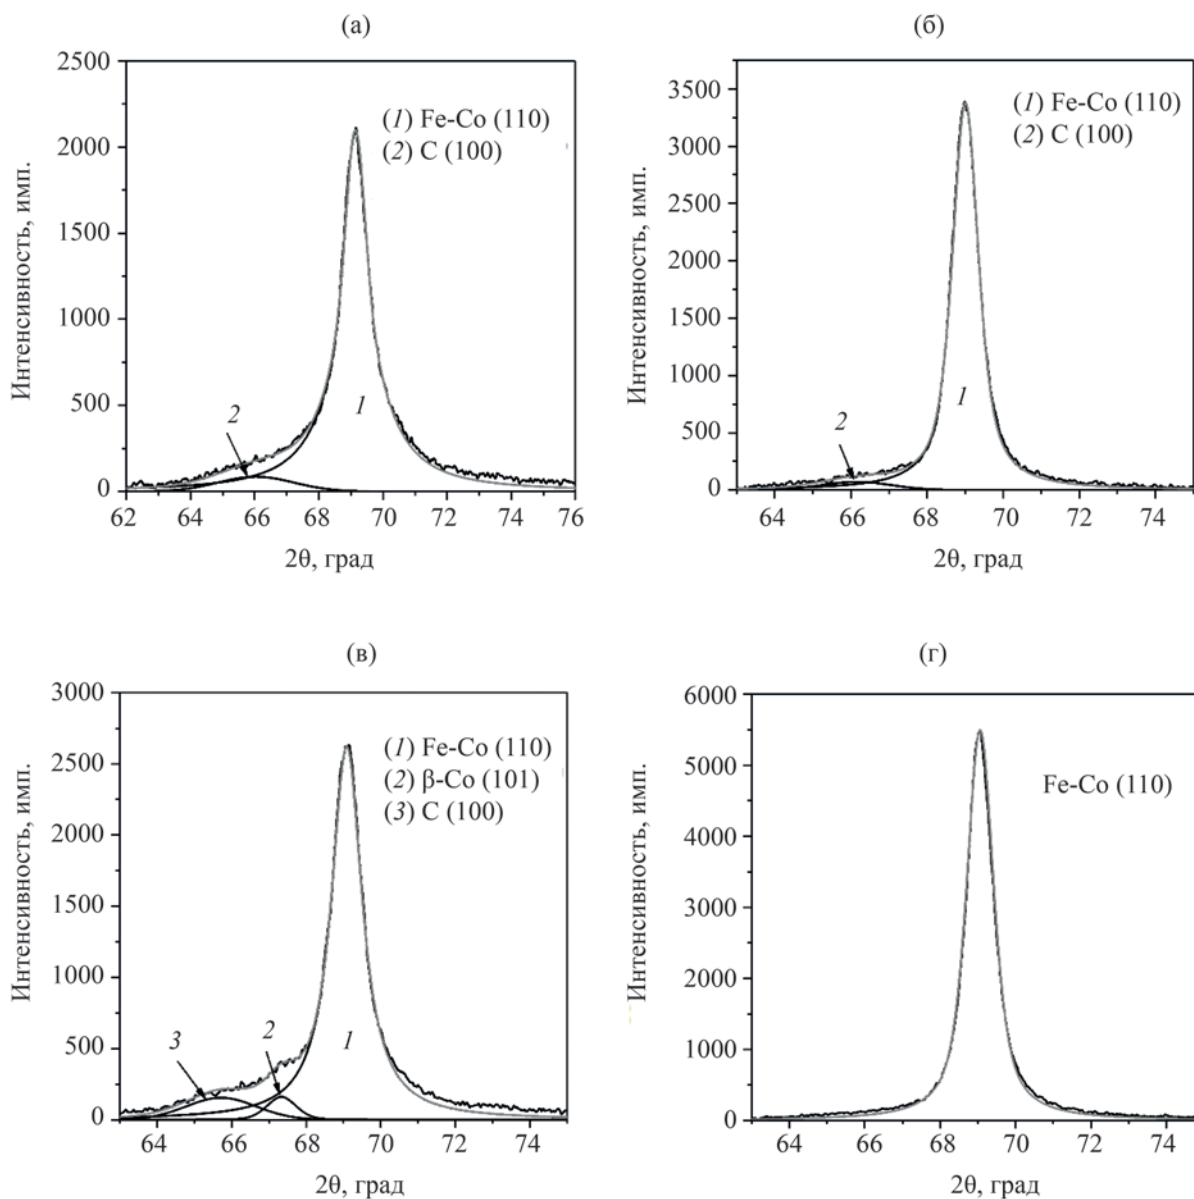 (а)
Интенсивность, имп.
2500
2000
1500
1000
500
0
(1) Fe-Co (110)
(2) C (100)
2
1
62 64 66 68 70 72 74 76
2θ, град
(б)
Интенсивность, имп.
3500
3000
2500
2000
1500
1000
500
0
(1) Fe-Co (110)
(2) C (100)
2
1
64 66 68 70 72 74
2θ, град
(в)
Интенсивность, имп.
3000
2500
2000
1500
1000
500
0
(1) Fe-Co (110)
(2) β-Co (101)
(3) C (100)
3
2
1
64 66 68 70 72 74
2θ, град
(г)
Интенсивность, имп.
6000
5000
4000
3000
2000
1000
0
Fe-Co (110)
64 66 68 70 72 74
2θ, град